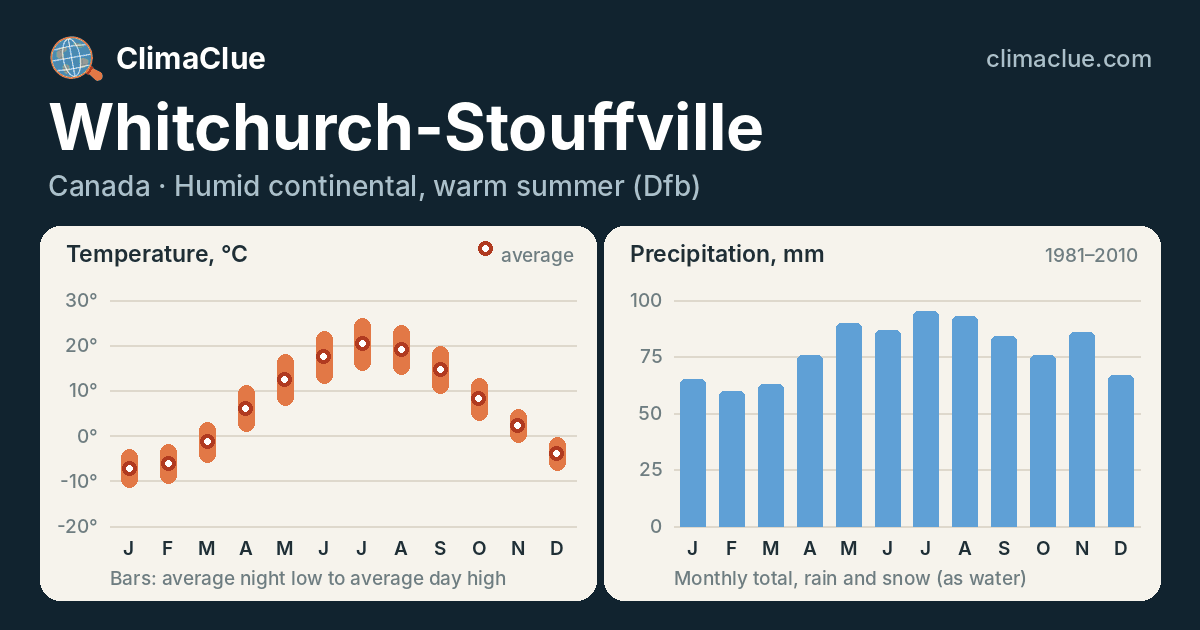 ClimaClue
climaclue.com
Whitchurch-Stouffville
Canada · Humid continental, warm summer (Dfb)
Temperature, °C
average
30°
20°
10°
0°
-10°
-20°
J F M A M J J A S O N D
Bars: average night low to average day high
Precipitation, mm
1981–2010
100
75
50
25
0
J F M A M J J A S O N D
Monthly total, rain and snow (as water)